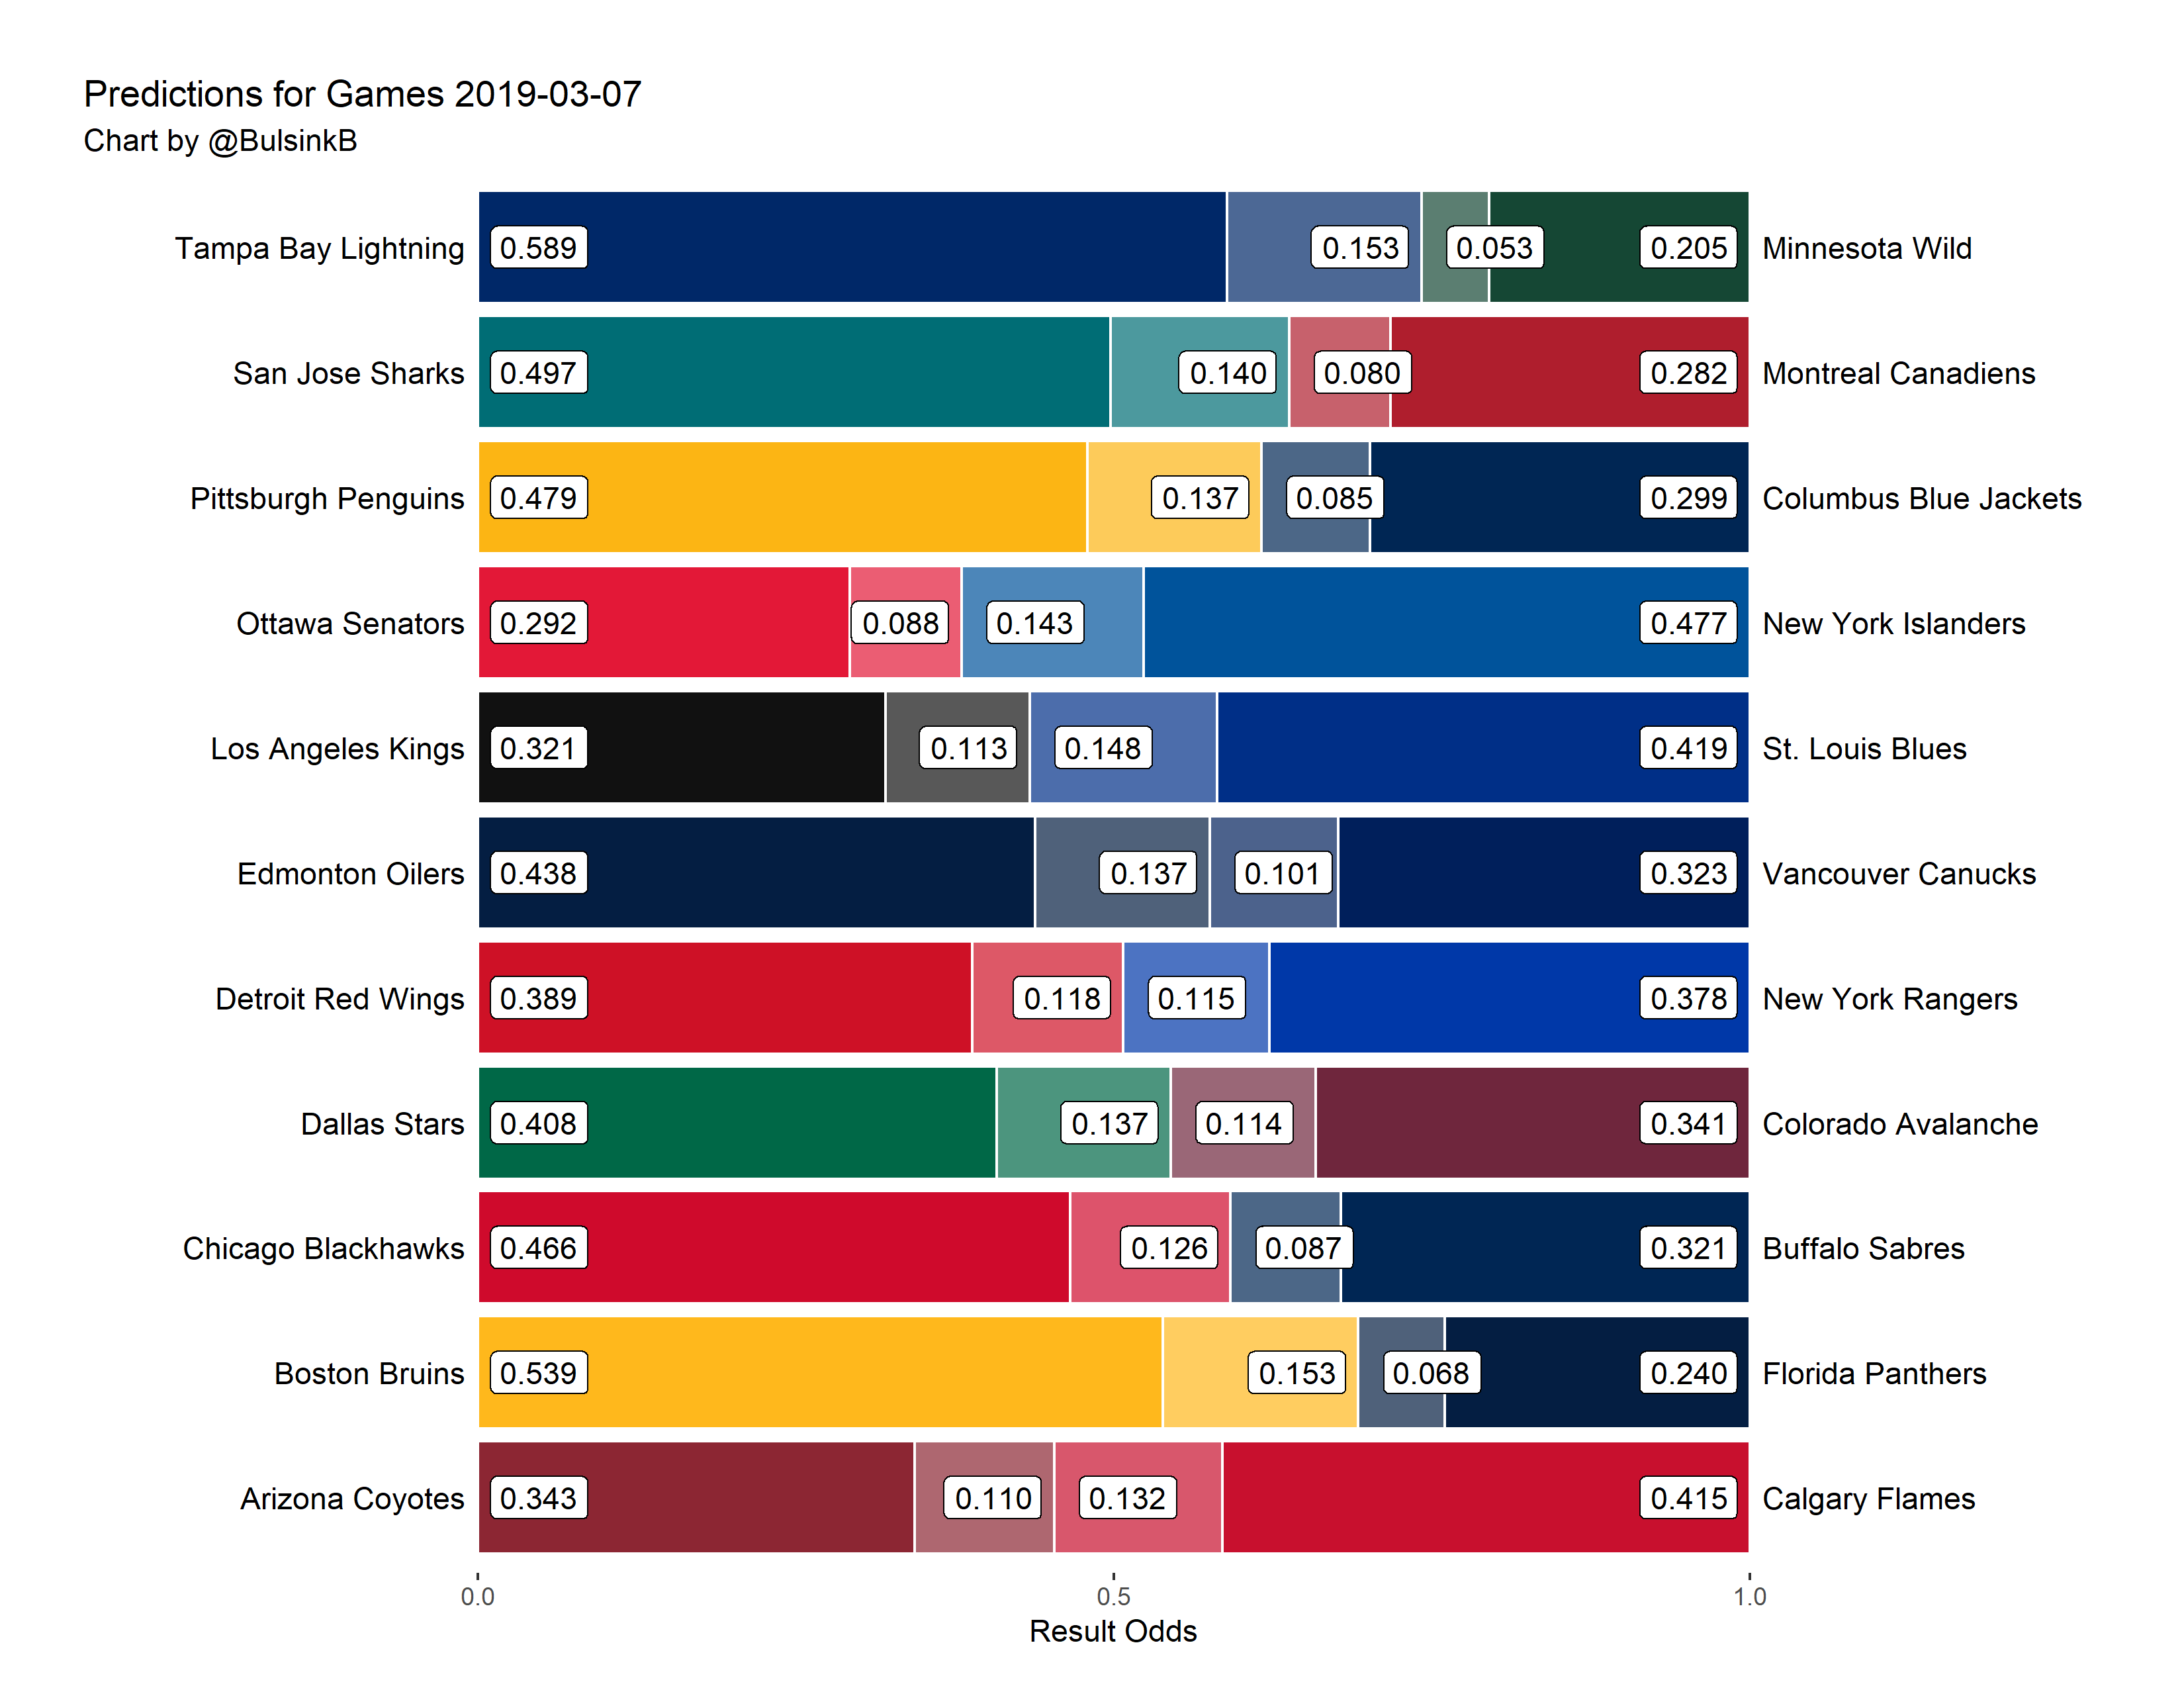 Predictions for Games 2019-03-07
Chart by @BulsinkB
Tampa Bay Lightning 0.589 0.153 0.053 0.205 Minnesota Wild
San Jose Sharks 0.497 0.140 0.080 0.282 Montreal Canadiens
Pittsburgh Penguins 0.479 0.137 0.085 0.299 Columbus Blue Jackets
Ottawa Senators 0.292 0.088 0.143 0.477 New York Islanders
Los Angeles Kings 0.321 0.113 0.148 0.419 St. Louis Blues
Edmonton Oilers 0.438 0.137 0.101 0.323 Vancouver Canucks
Detroit Red Wings 0.389 0.118 0.115 0.378 New York Rangers
Dallas Stars 0.408 0.137 0.114 0.341 Colorado Avalanche
Chicago Blackhawks 0.466 0.126 0.087 0.321 Buffalo Sabres
Boston Bruins 0.539 0.153 0.068 0.240 Florida Panthers
Arizona Coyotes 0.343 0.110 0.132 0.415 Calgary Flames
0.0 0.5 1.0
Result Odds